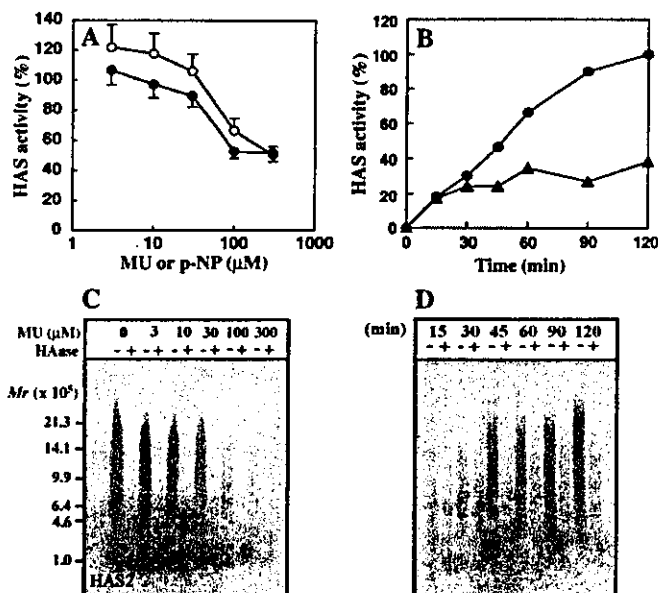 A
HAS activity (%)
140
120
100
80
60
40
20
0
1 10 100 1000
MU or p-NP (μM)
B
HAS activity (%)
100
80
60
40
20
0
0 30 60 90 120
Time (min)
C
MU (μM) 0 3 10 30 100 300
HAase - + - + - + - + - + - +
Mr (x 10⁵)
21.3
14.1
9.9
6.4
4.6
1.0
HAS2
D
(min) 15 30 45 60 90 120
- + - + - + - + - + - +